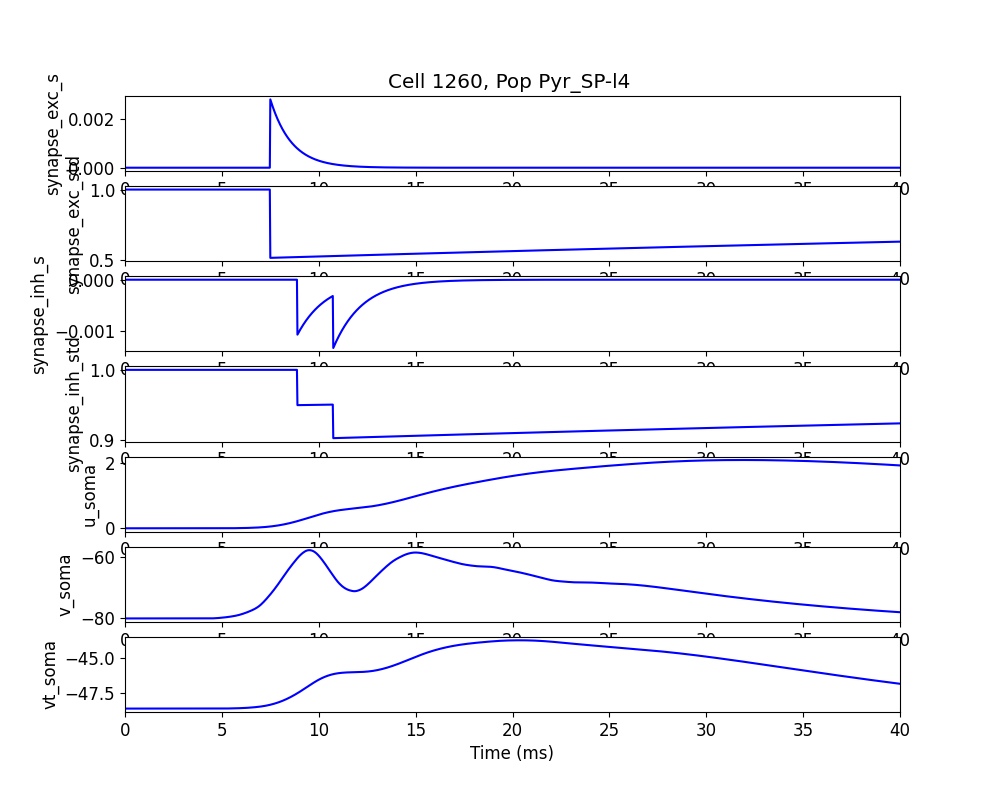 Cell 1260, Pop Pyr_SP-l4
synapse_exc_s
0.002
0.000
synapse_exc_std
1.0
0.5
synapse_inh_s
0.000
−0.001
synapse_inh_std
1.0
0.9
u_soma
2
0
v_soma
−60
−80
vt_soma
−45.0
−47.5
0 5 10 15 20 25 30 35 40
Time (ms)